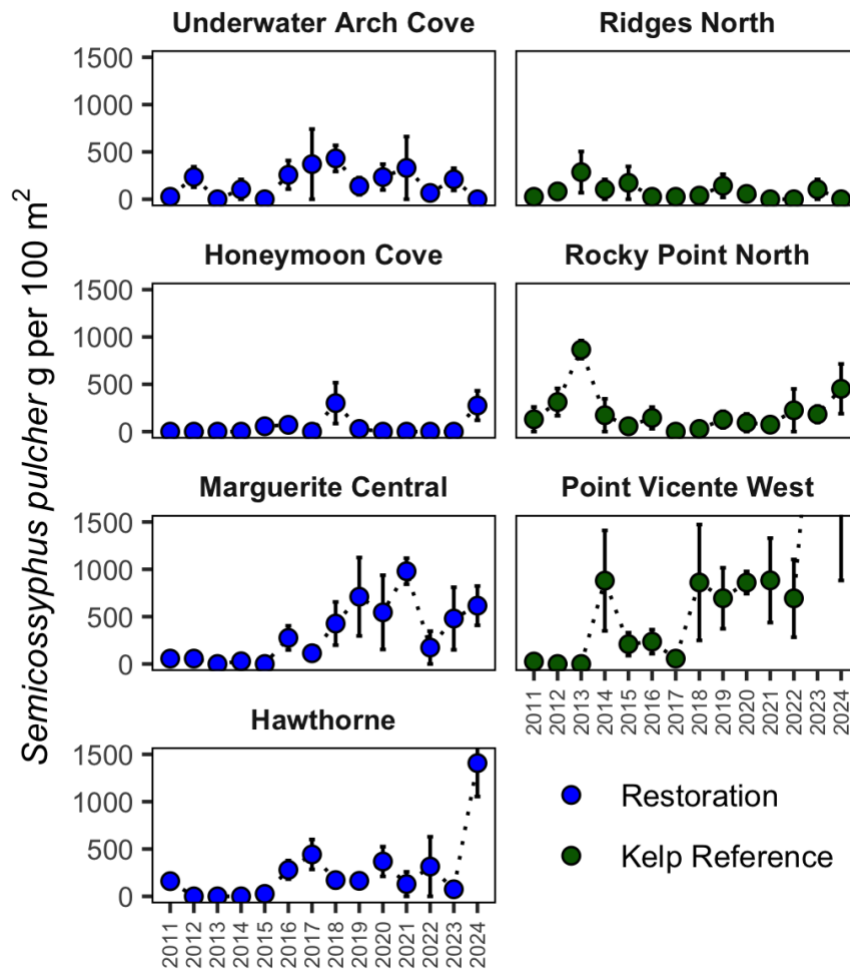 Underwater Arch Cove
Ridges North
1500
1000
500
0
Honeymoon Cove
Rocky Point North
1500
1000
500
0
Marguerite Central
Point Vicente West
1500
1000
500
0
2011 2012 2013 2014 2015 2016 2017 2018 2019 2020 2021 2022 2023 2024
Hawthorne
1500
1000
500
0
2011 2012 2013 2014 2015 2016 2017 2018 2019 2020 2021 2022 2023 2024
Semicossyphus pulcher g per 100 m²
Restoration
Kelp Reference